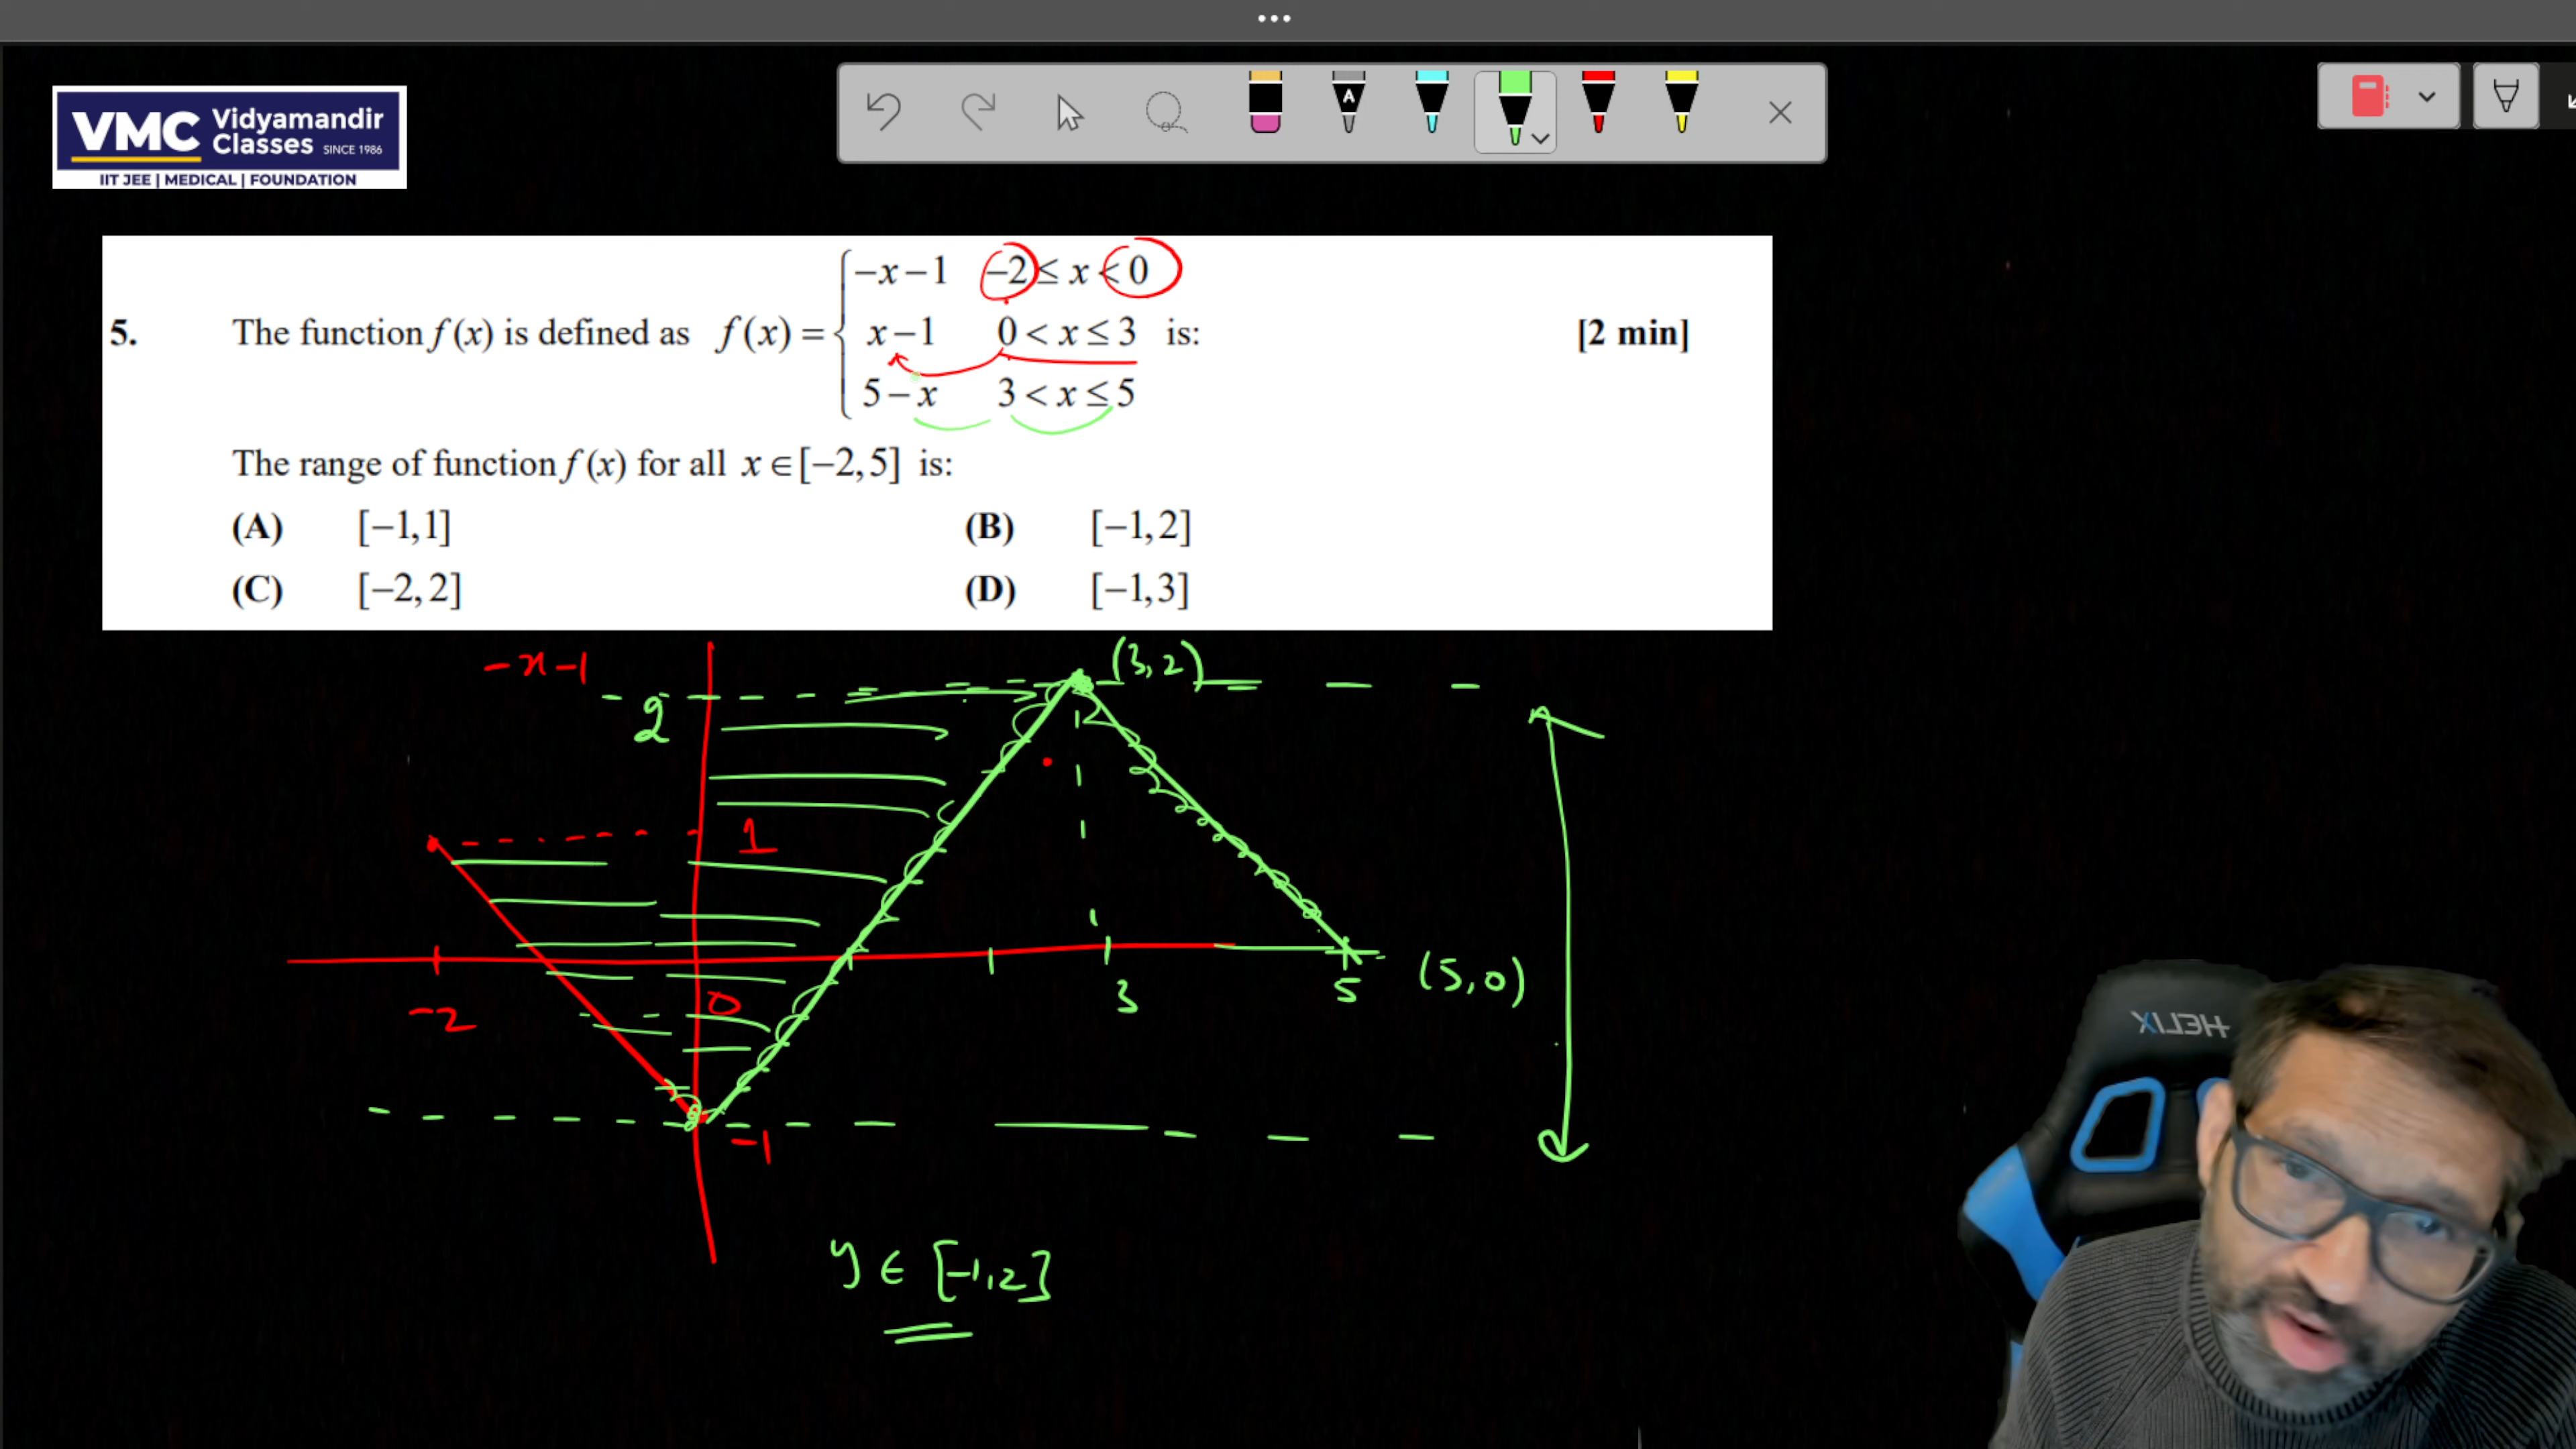 VMC Vidyamandir Classes SINCE 1986
IIT JEE | MEDICAL | FOUNDATION
A
5. The function f(x) is defined as f(x) = { −x−1 −2 ≤ x < 0
x−1 0 < x ≤ 3 is: [2 min]
5−x 3 < x ≤ 5
The range of function f(x) for all x ∈ [−2, 5] is:
(A) [−1, 1] (B) [−1, 2]
(C) [−2, 2] (D) [−1, 3]
-x-1
(3,2)
2
1
-2
0
3
5
(5,0)
-1
y ∈ [-1,2]
HELIX